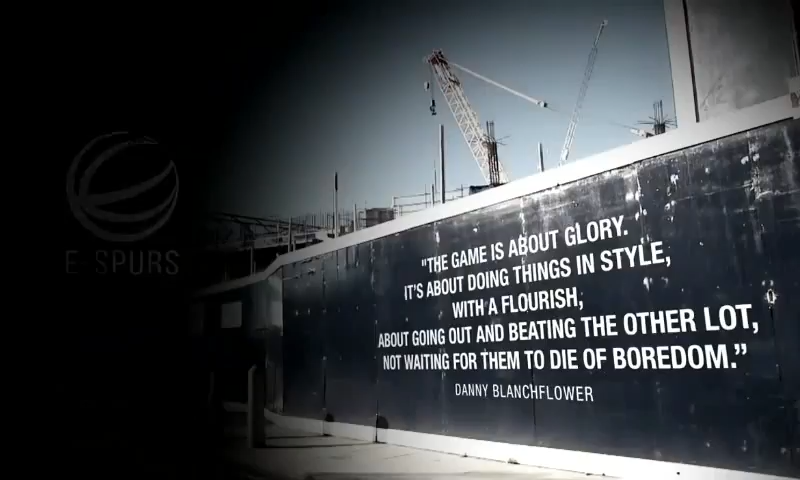 E-SPURS
"THE GAME IS ABOUT GLORY.
IT'S ABOUT DOING THINGS IN STYLE,
WITH A FLOURISH,
ABOUT GOING OUT AND BEATING THE OTHER LOT,
NOT WAITING FOR THEM TO DIE OF BOREDOM."
DANNY BLANCHFLOWER